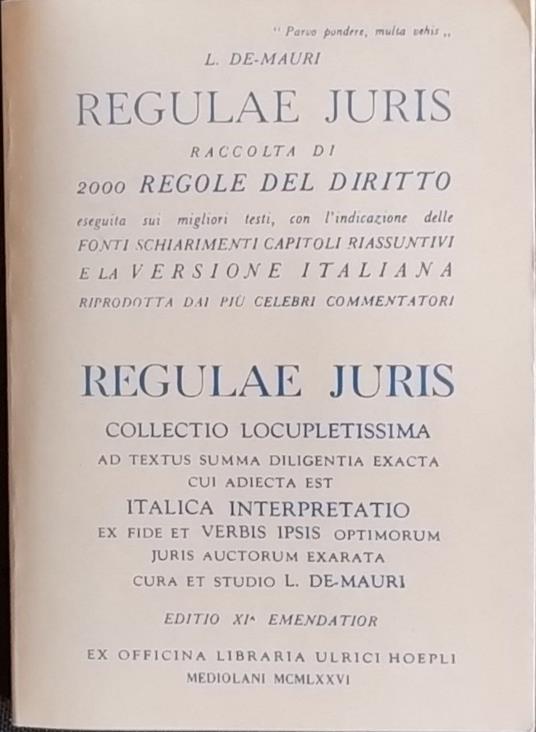 “ Parvo pondere, multa vehis „
L. DE-MAURI
REGULAE JURIS
RACCOLTA DI
2000 REGOLE DEL DIRITTO
eseguita sui migliori testi, con l'indicazione delle
FONTI SCHIARIMENTI CAPITOLI RIASSUNTIVI
E LA VERSIONE ITALIANA
RIPRODOTTA DAI PIÙ CELEBRI COMMENTATORI
REGULAE JURIS
COLLECTIO LOCUPLETISSIMA
AD TEXTUS SUMMA DILIGENTIA EXACTA
CUI ADIECTA EST
ITALICA INTERPRETATIO
EX FIDE ET VERBIS IPSIS OPTIMORUM
JURIS AUCTORUM EXARATA
CURA ET STUDIO L. DE-MAURI
EDITIO XIᴬ EMENDATIOR
EX OFFICINA LIBRARIA ULRICI HOEPLI
MEDIOLANI MCMLXXVI